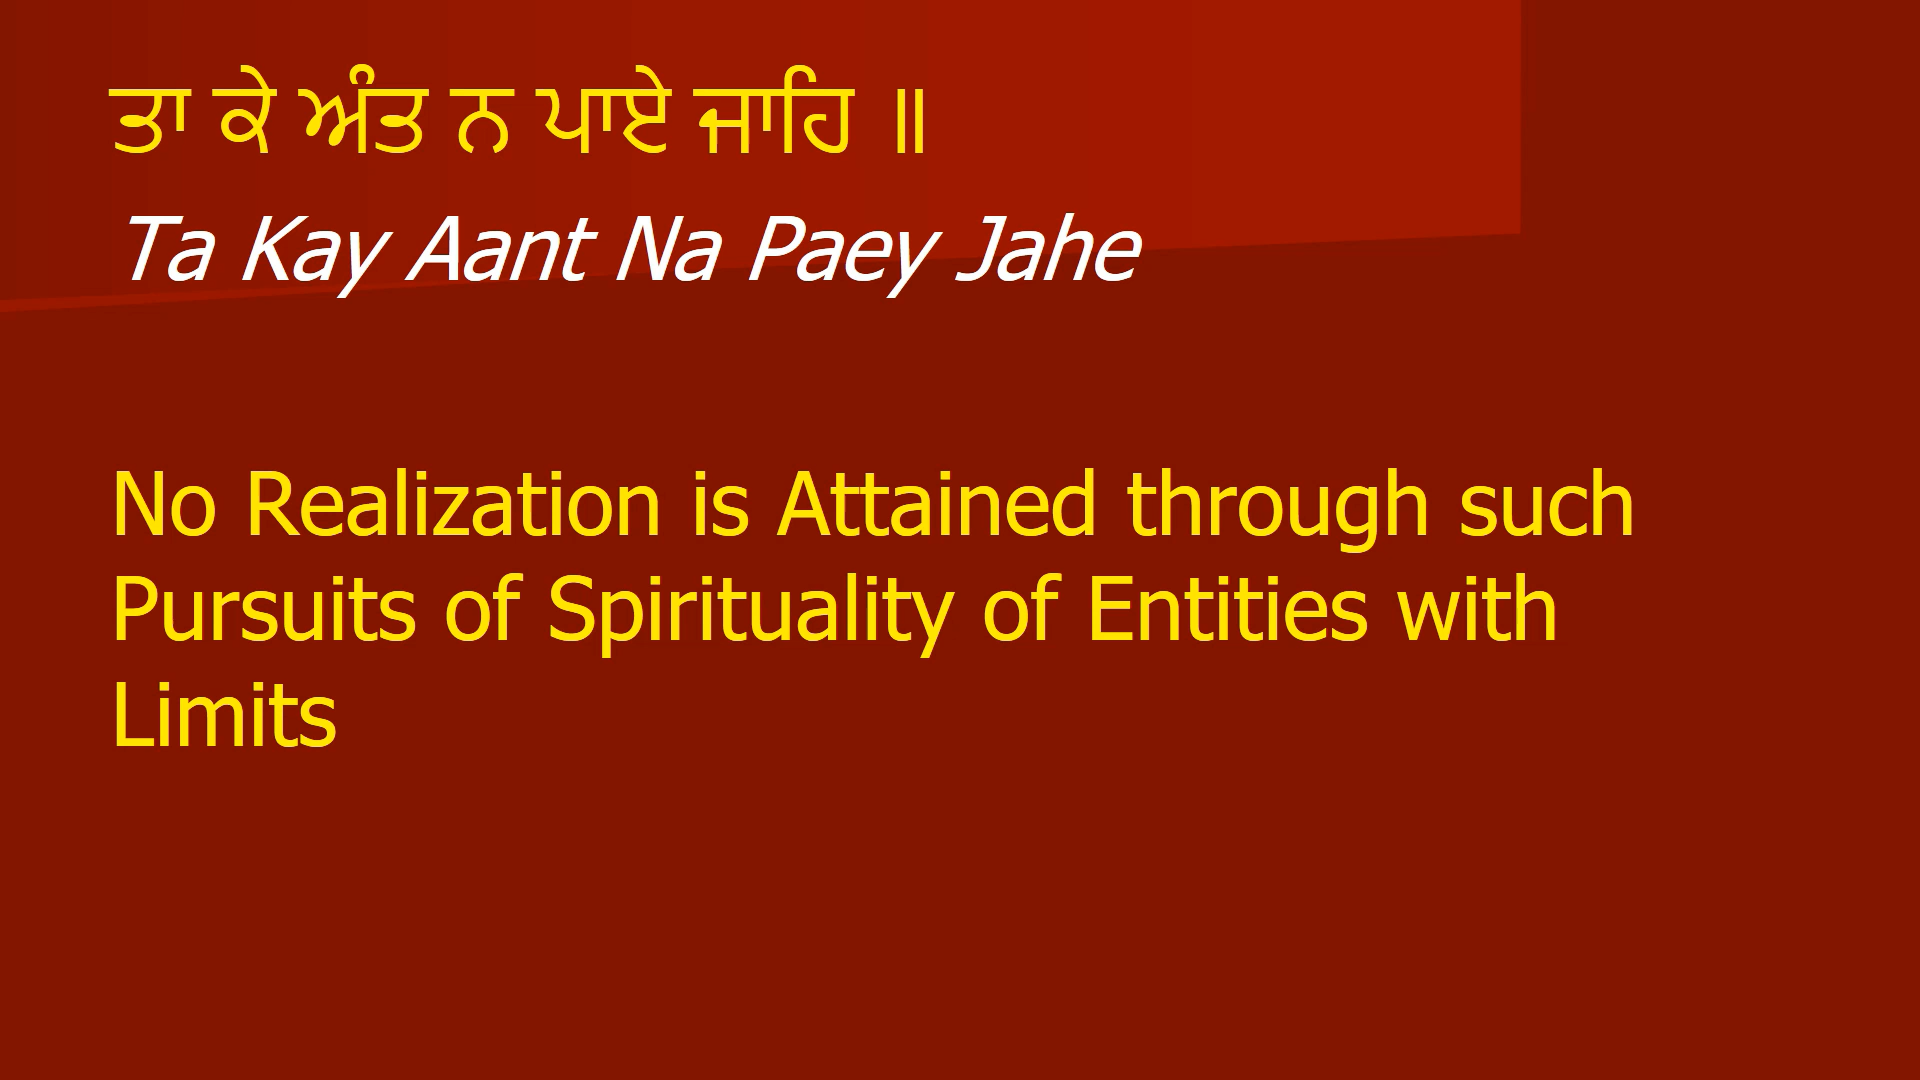 ਤਾ ਕੇ ਅੰਤ ਨ ਪਾਏ ਜਾਹਿ ॥
Ta Kay Aant Na Paey Jahe
No Realization is Attained through such
Pursuits of Spirituality of Entities with
Limits